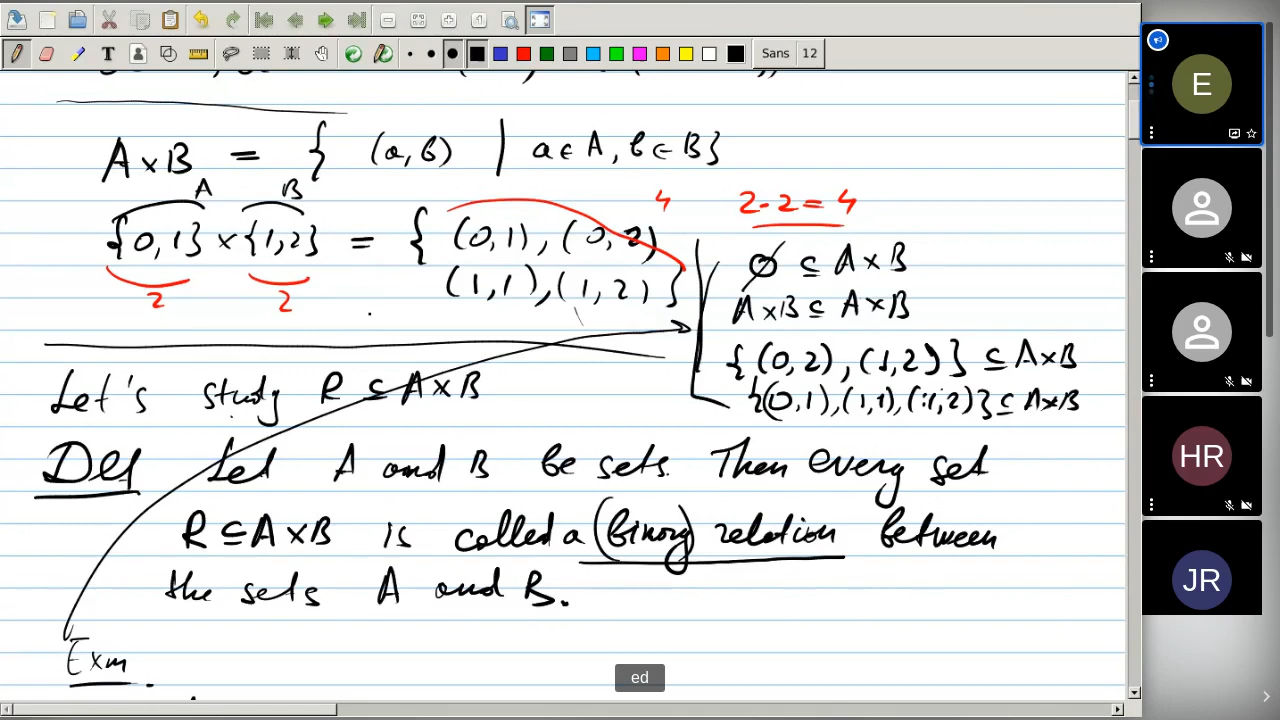 Sans 12
A×B = { (a,b) | a∈A, b∈B}
A B 4 2·2=4
{0,1}×{1,2} = { (0,1), (0,2)
2 2 (1,1),(1,2) }
∅ ⊆ A×B
A×B ⊆ A×B
{(0,2), (1,2)} ⊆ A×B
{(0,1),(1,1),(1,2)} ⊆ A×B
Let's study R ⊆ A×B
Def Let A and B be sets. Then every set
R ⊆ A×B is called a (binary) relation between
the sets A and B.
Exm
ed
E
HR
JR